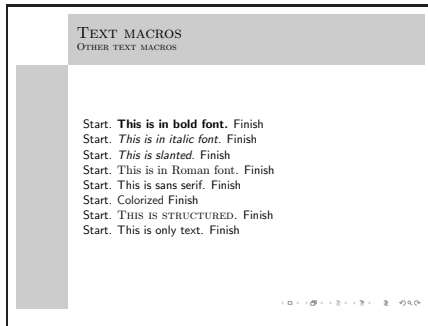 Text macros
Other text macros
Start. This is in bold font. Finish
Start. This is in italic font. Finish
Start. This is slanted. Finish
Start. This is in Roman font. Finish
Start. This is sans serif. Finish
Start. Colorized Finish
Start. This is structured. Finish
Start. This is only text. Finish